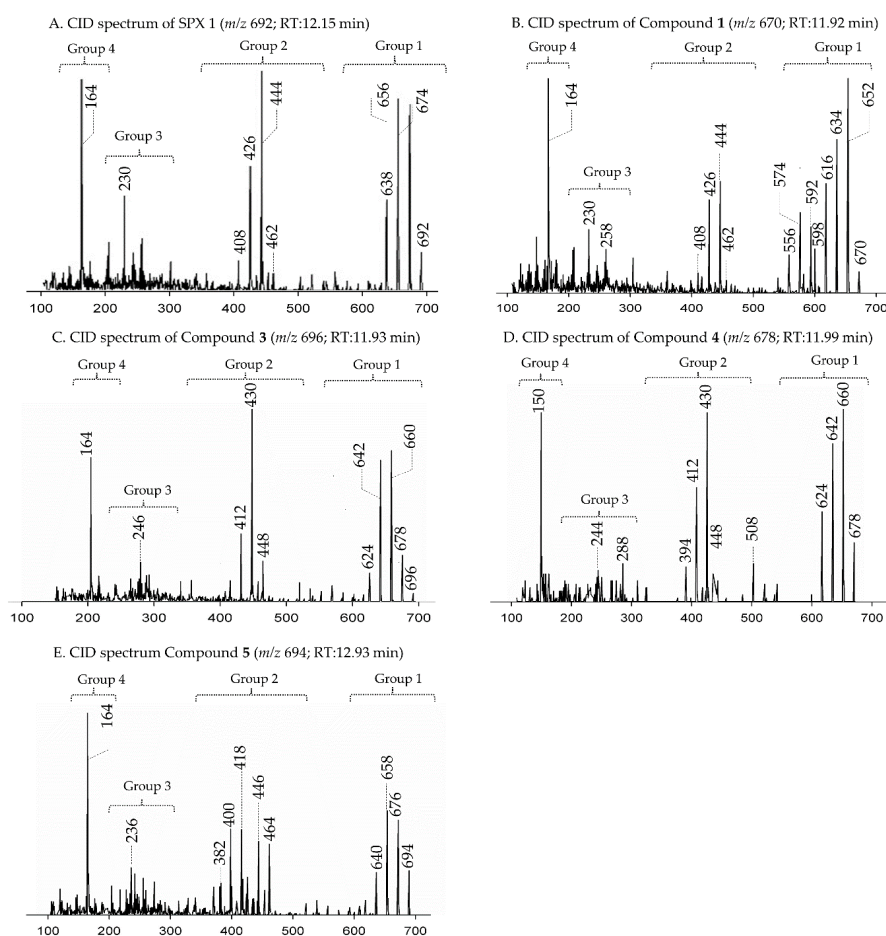 A. CID spectrum of SPX 1 (m/z 692; RT:12.15 min)
Group 4
Group 2
Group 1
164
Group 3
230
408
426
444
462
638
656
674
692
100 200 300 400 500 600 700
B. CID spectrum of Compound 1 (m/z 670; RT:11.92 min)
Group 4
Group 2
Group 1
164
Group 3
230
258
408
426
444
462
556
574
592
598
616
634
652
670
100 200 300 400 500 600 700
C. CID spectrum of Compound 3 (m/z 696; RT:11.93 min)
Group 4
Group 2
Group 1
164
Group 3
246
412
430
448
624
642
660
678
696
100 200 300 400 500 600 700
D. CID spectrum of Compound 4 (m/z 678; RT:11.99 min)
Group 4
Group 2
Group 1
150
Group 3
244
288
394
412
430
448
508
624
642
660
678
100 200 300 400 500 600 700
E. CID spectrum Compound 5 (m/z 694; RT:12.93 min)
Group 4
Group 2
Group 1
164
Group 3
236
382
400
418
446
464
640
658
676
694
100 200 300 400 500 600 700